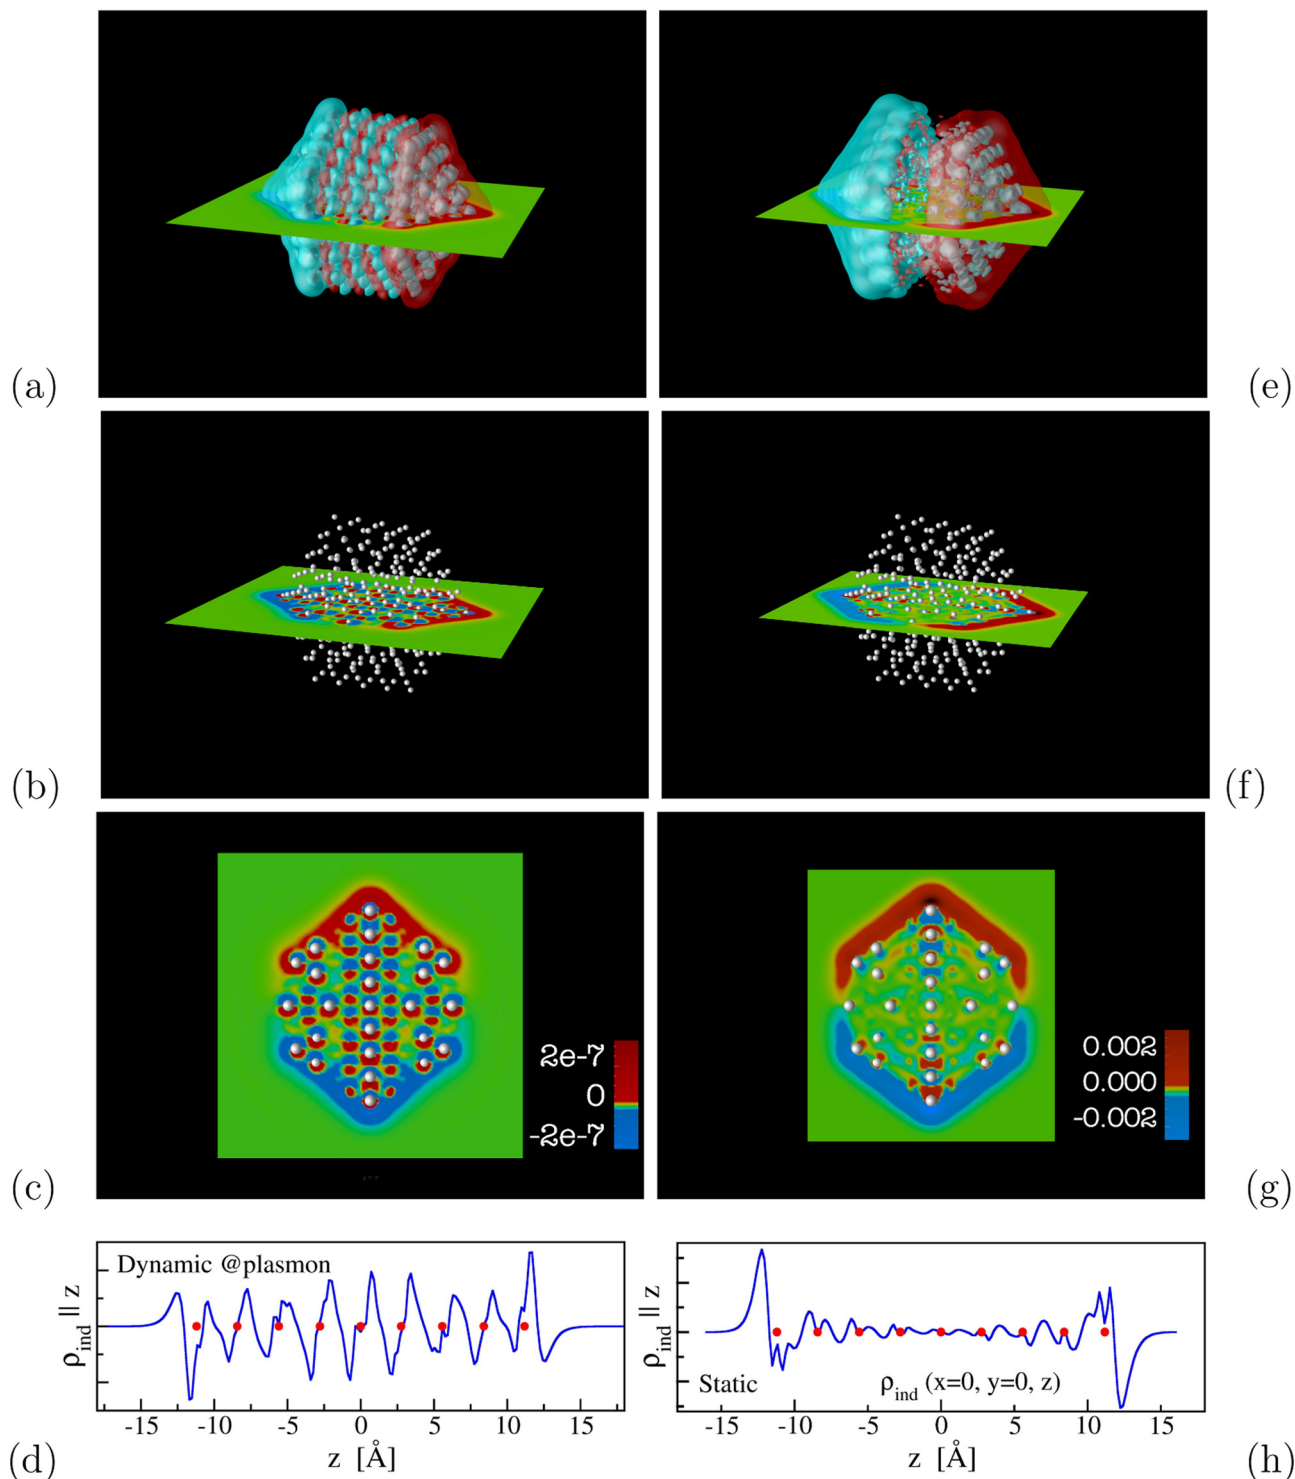 (a)
(e)
(b)
(f)
2e-7
0
-2e-7
(c)
0.002
0.000
-0.002
(g)
Dynamic @plasmon
ρind || z
-15 -10 -5 0 5 10 15
z [Å]
(d)
ρind || z
Static
ρind (x=0, y=0, z)
-15 -10 -5 0 5 10 15
z [Å]
(h)